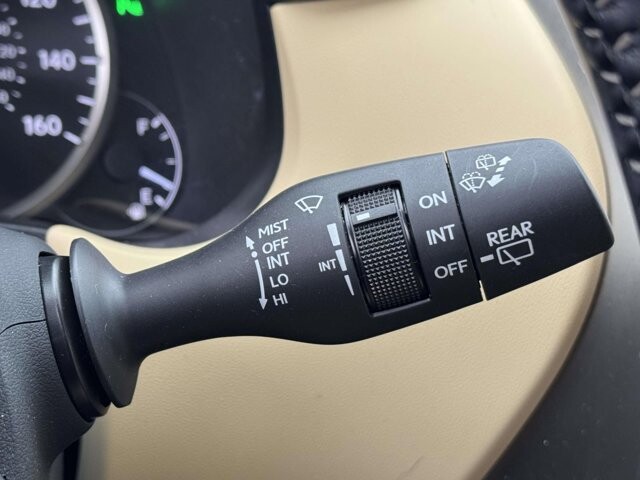 120
140
160
F
E
MIST
OFF
INT
LO
HI
INT
ON
INT
OFF
REAR